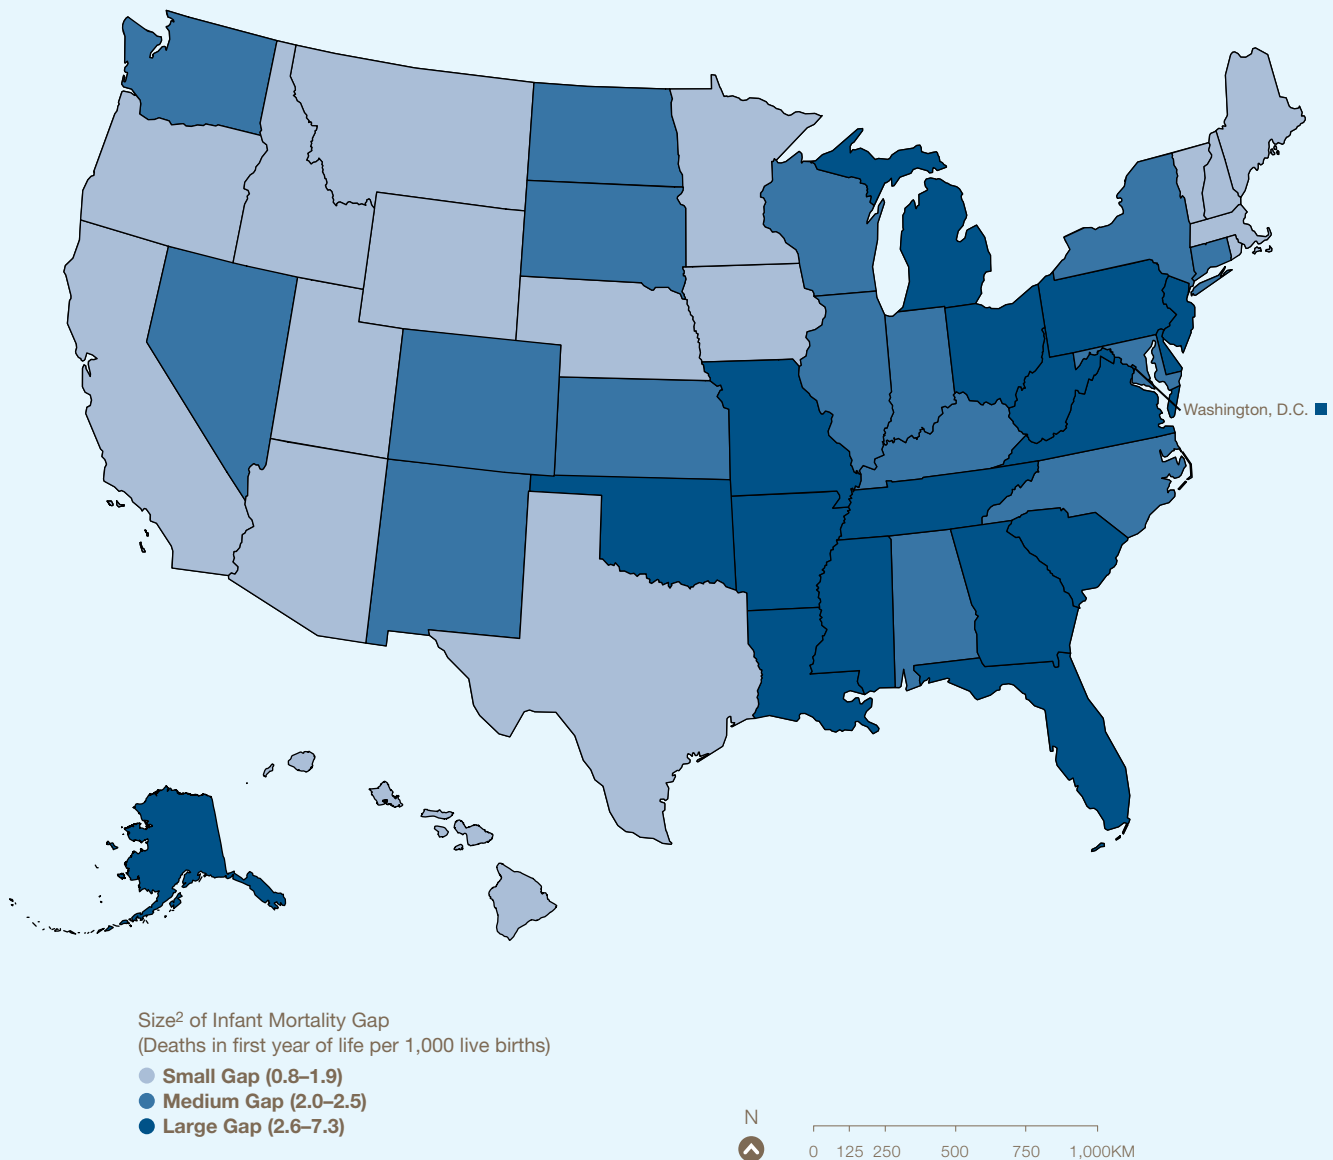 Washington, D.C.
Size² of Infant Mortality Gap
(Deaths in first year of life per 1,000 live births)
Small Gap (0.8–1.9)
Medium Gap (2.0–2.5)
Large Gap (2.6–7.3)
N
0 125 250 500 750 1,000KM